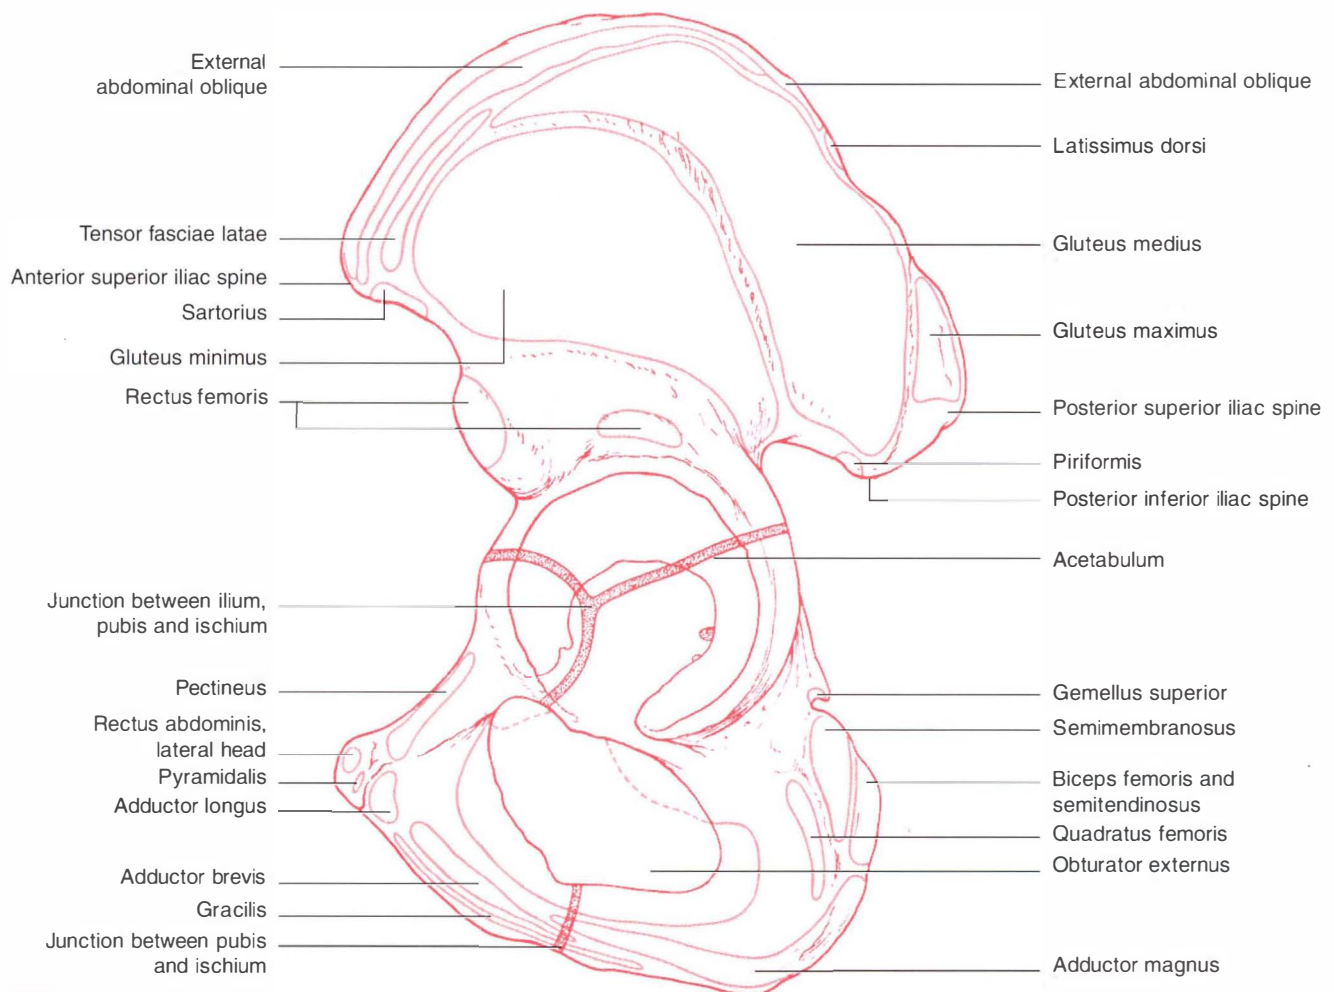 External
abdominal oblique
Tensor fasciae latae
Anterior superior iliac spine
Sartorius
Gluteus minimus
Rectus femoris
Junction between ilium,
pubis and ischium
Pectineus
Rectus abdominis,
lateral head
Pyramidalis
Adductor longus
Adductor brevis
Gracilis
Junction between pubis
and ischium
External abdominal oblique
Latissimus dorsi
Gluteus medius
Gluteus maximus
Posterior superior iliac spine
Piriformis
Posterior inferior iliac spine
Acetabulum
Gemellus superior
Semimembranosus
Biceps femoris and
semitendinosus
Quadratus femoris
Obturator externus
Adductor magnus